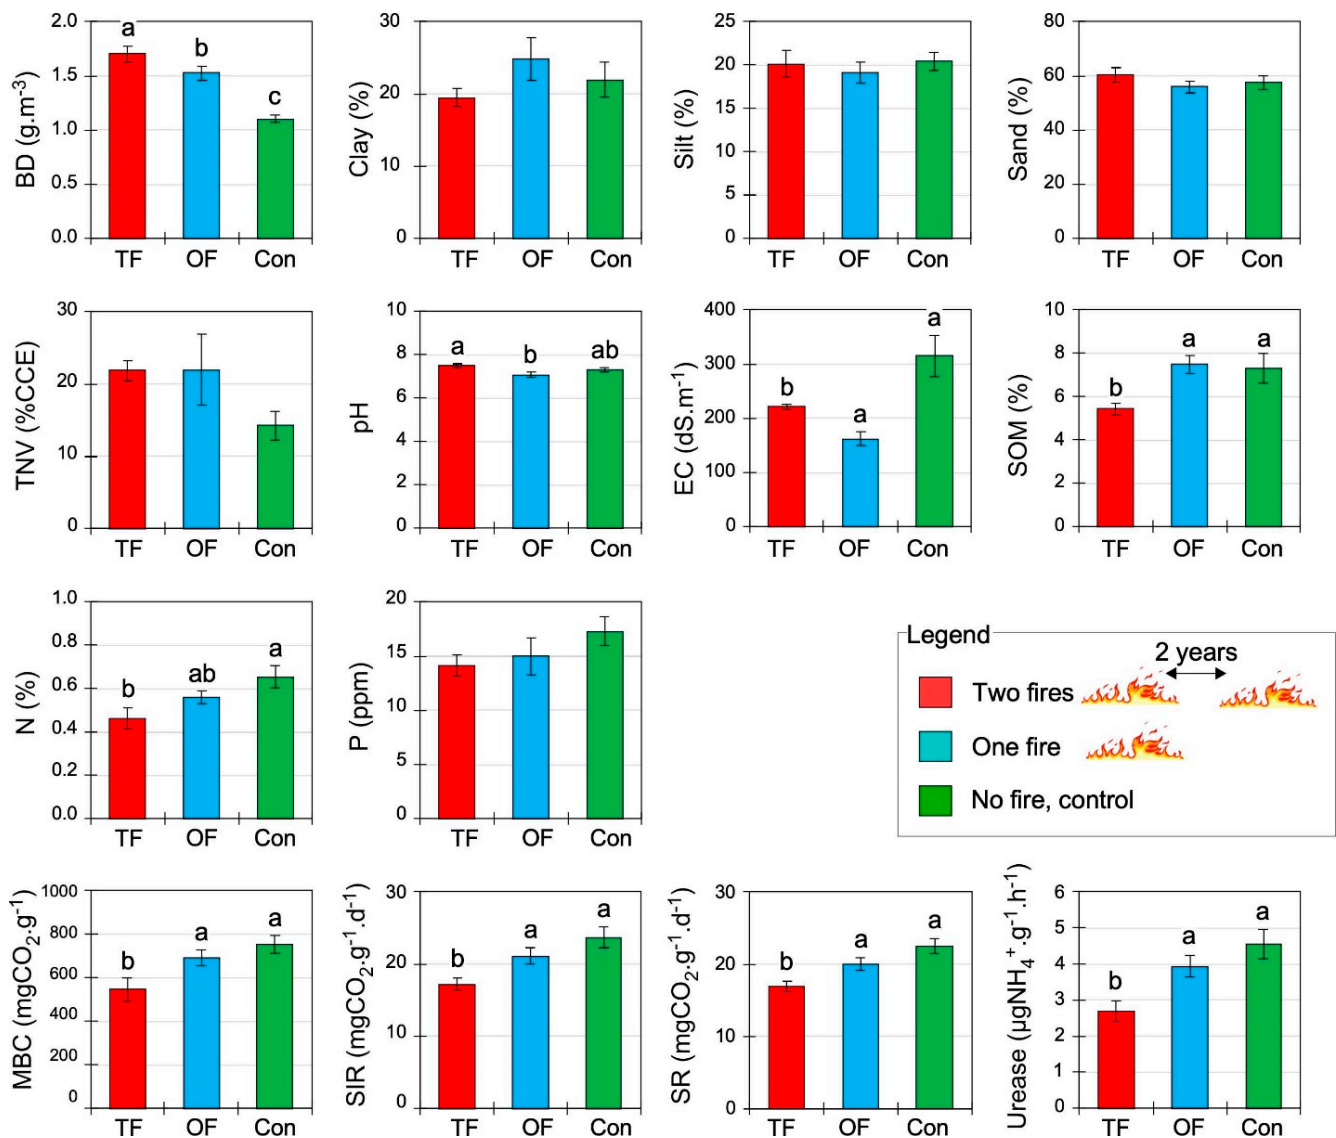 BD (g.m-3)
2.0
1.5
1.0
0.5
0.0
a
b
c
TF OF Con
Clay (%)
30
20
10
0
TF OF Con
Silt (%)
25
20
15
10
5
0
TF OF Con
Sand (%)
80
60
40
20
0
TF OF Con
TNV (%CCE)
30
20
10
0.0
TF OF Con
pH
10
8
6
4
2
0
a
b
ab
TF OF Con
EC (dS.m-1)
400
300
200
100
0
b
a
a
TF OF Con
SOM (%)
10
8
6
4
2
0
b
a
a
TF OF Con
N (%)
1.0
0.8
0.6
0.4
0.2
0.0
b
ab
a
TF OF Con
P (ppm)
20
15
10
5
0
TF OF Con
Legend
2 years
Two fires
One fire
No fire, control
MBC (mgCO2.g-1)
1000
800
600
400
200
0
b
a
a
TF OF Con
SIR (mgCO2.g-1.d-1)
30
20
10
0
b
a
a
TF OF Con
SR (mgCO2.g-1.d-1)
30
20
10
0
b
a
a
TF OF Con
Urease (µgNH4+.g-1.h-1)
6
5
4
3
2
1
0
b
a
a
TF OF Con